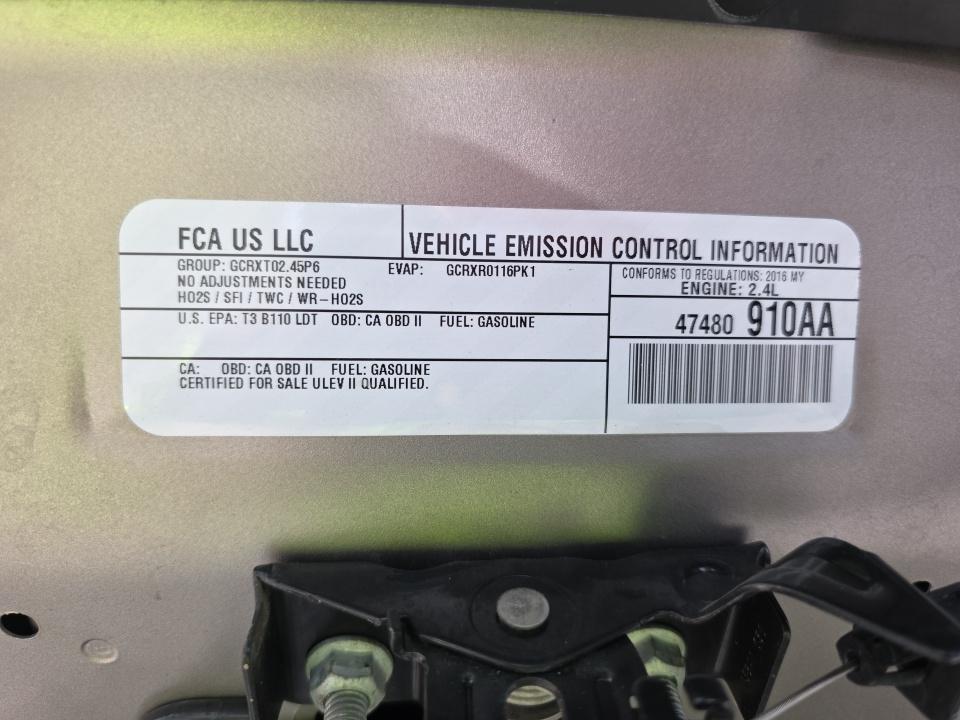 FCA US LLC
VEHICLE EMISSION CONTROL INFORMATION
GROUP: GCRXT02.45P6 EVAP: GCRXR0116PK1
NO ADJUSTMENTS NEEDED
HO2S / SFI / TWC / WR-HO2S
CONFORMS TO REGULATIONS: 2016 MY
ENGINE: 2.4L
U.S. EPA: T3 B110 LDT OBD: CA OBD II FUEL: GASOLINE
47480 910AA
CA: OBD: CA OBD II FUEL: GASOLINE
CERTIFIED FOR SALE ULEV II QUALIFIED.